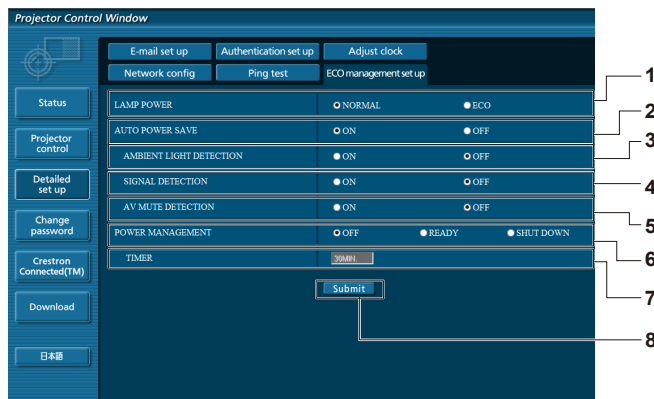 Projector Control Window
E-mail set up Authentication set up Adjust clock
Network config Ping test ECO management set up
Status
Projector control
Detailed set up
Change password
Crestron Connected(TM)
Download
日本語
LAMP POWER NORMAL ECO
AUTO POWER SAVE ON OFF
AMBIENT LIGHT DETECTION ON OFF
SIGNAL DETECTION ON OFF
AV MUTE DETECTION ON OFF
POWER MANAGEMENT OFF READY SHUT DOWN
TIMER 30MIN
Submit
1
2
3
4
5
6
7
8